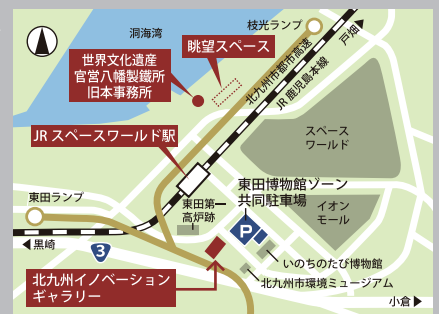 枝光ランプ
戸畑
洞海湾
眺望スペース
世界文化遺産
官営八幡製鐵所
旧本事務所
北九州市都市高速
JR 鹿児島本線
JR スペースワールド駅
スペース
ワールド
東田博物館ゾーン
共同駐車場
東田ランプ
東田第一
高炉跡
イオン
モール
P
黒崎
3
いのちのたび博物館
北九州イノベーション
ギャラリー
北九州市環境ミュージアム
小倉